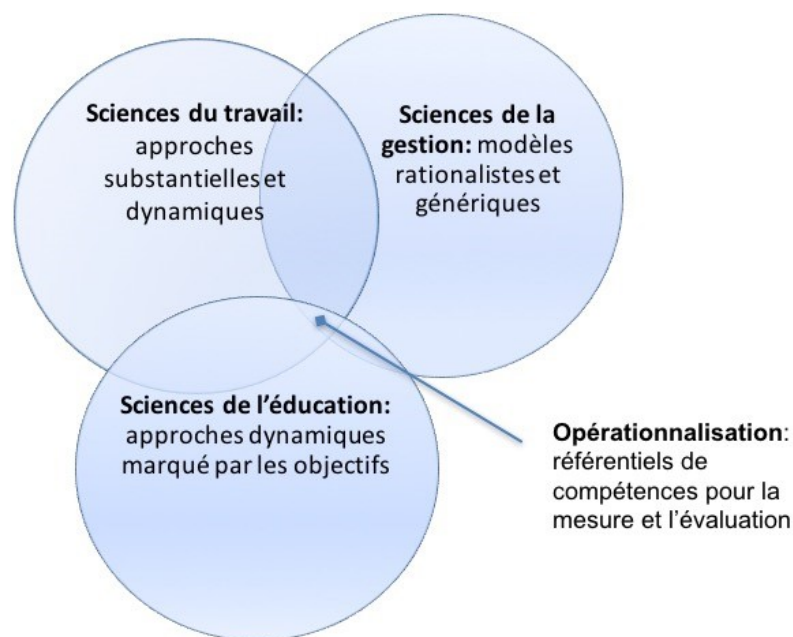 Sciences du travail:
approches
substantielles et
dynamiques
Sciences de la
gestion: modèles
rationalistes et
génériques
Sciences de l’éducation:
approches dynamiques
marqué par les objectifs
Opérationnalisation:
référentiels de
compétences pour la
mesure et l’évaluation